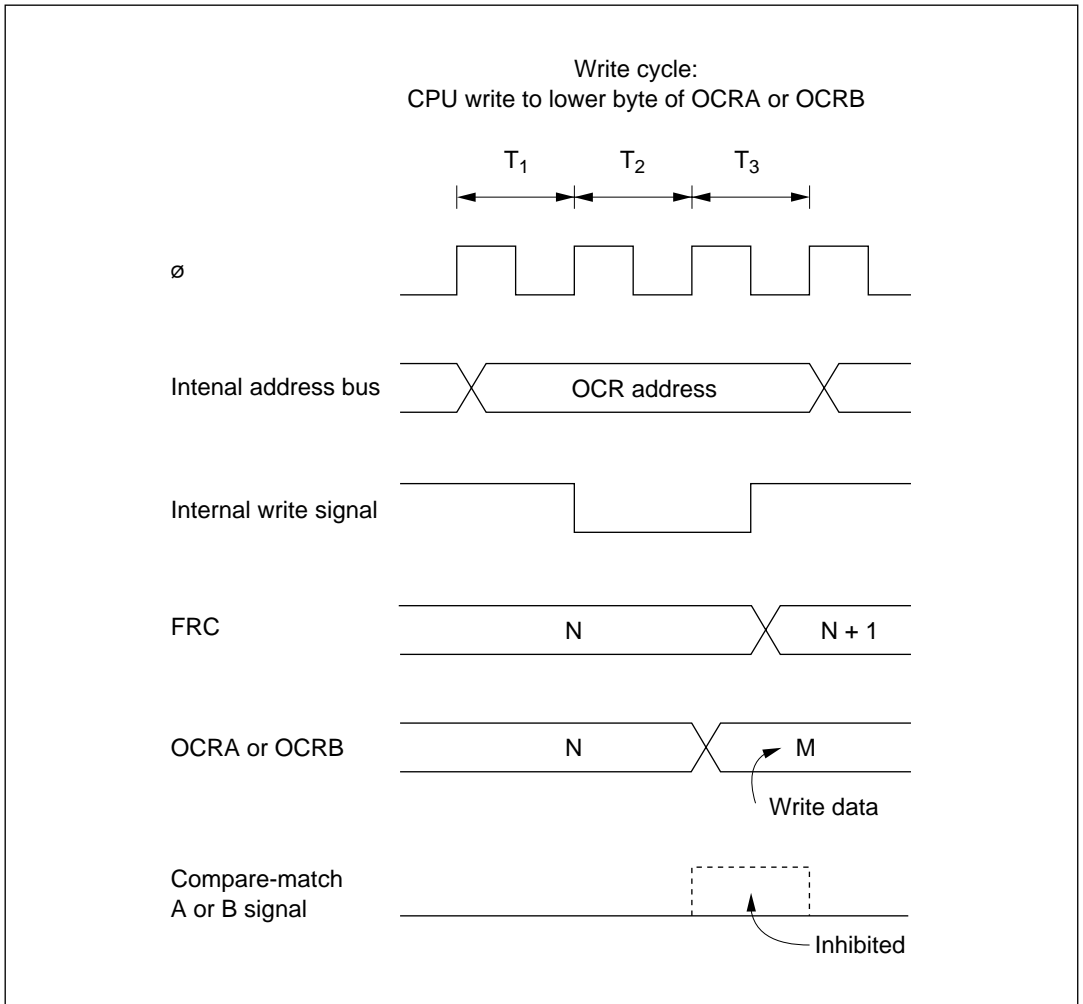 Write cycle:
CPU write to lower byte of OCRA or OCRB
T1
T2
T3
ø
Intenal address bus
OCR address
Internal write signal
FRC
N
N + 1
OCRA or OCRB
N
M
Write data
Compare-match
A or B signal
Inhibited